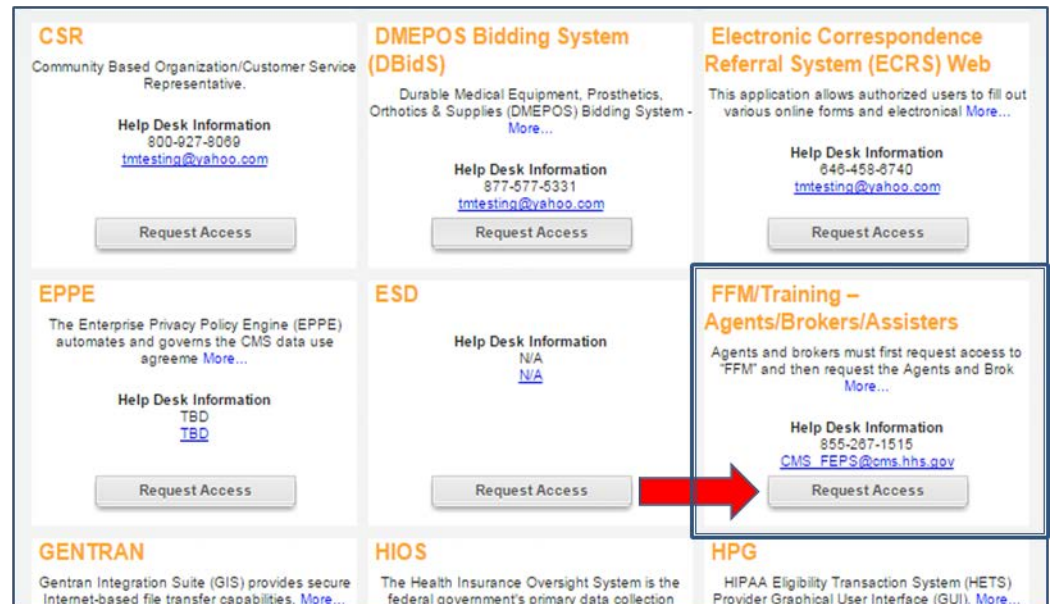 CSR
Community Based Organization/Customer Service
Representative.
Help Desk Information
800-927-8069
tmtesting@yahoo.com
Request Access
DMEPOS Bidding System
(DBidS)
Durable Medical Equipment, Prosthetics,
Orthotics & Supplies (DMEPOS) Bidding System -
More...
Help Desk Information
877-577-5331
tmtesting@yahoo.com
Request Access
Electronic Correspondence
Referral System (ECRS) Web
This application allows authorized users to fill out
various online forms and electronical More...
Help Desk Information
646-458-6740
tmtesting@yahoo.com
Request Access
EPPE
The Enterprise Privacy Policy Engine (EPPE)
automates and governs the CMS data use
agreeme More...
Help Desk Information
TBD
TBD
Request Access
ESD
Help Desk Information
N/A
N/A
Request Access
FFM/Training –
Agents/Brokers/Assisters
Agents and brokers must first request access to
"FFM" and then request the Agents and Brok
More...
Help Desk Information
855-267-1515
CMS_FEPS@cms.hhs.gov
Request Access
GENTRAN
Gentran Integration Suite (GIS) provides secure
Internet-based file transfer capabilities. More...
HIOS
The Health Insurance Oversight System is the
federal government's primary data collection
HPG
HIPAA Eligibility Transaction System (HETS)
Provider Graphical User Interface (GUI). More...